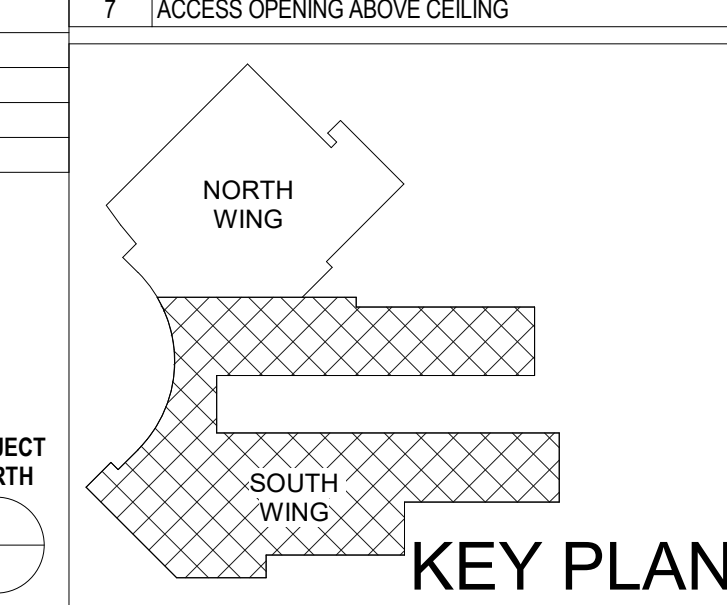 7 ACCESS OPENING ABOVE CEILING
NORTH
WING
SOUTH
WING
KEY PLAN